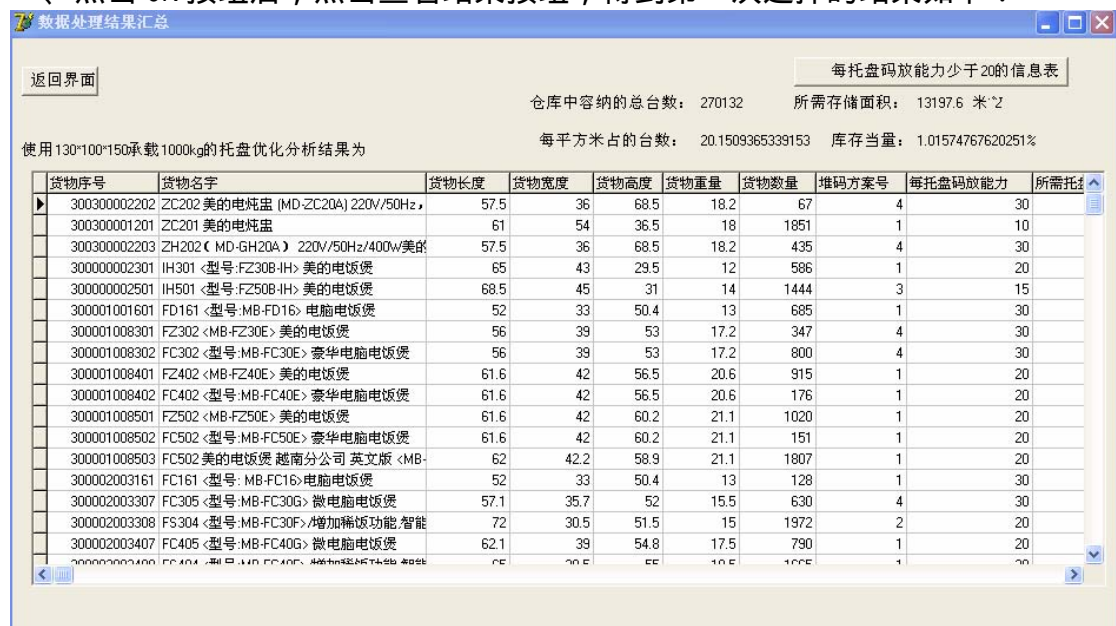 数据处理结果汇总
返回界面
每托盘码放能力少于20的信息表
仓库中容纳的总台数： 270132 所需存储面积： 13197.6 米^2
每平方米占的台数： 20.1509365339153 库存当量： 1.01574767620251%
使用130*100*150承载1000kg的托盘优化分析结果为
货物序号 货物名字 货物长度 货物宽度 货物高度 货物重量 货物数量 堆码方案号 每托盘码放能力 所需托
300300002202 ZC202 美的电炖盅 (MD-ZC20A) 220V/50Hz， 57.5 36 68.5 18.2 67 4 30
300300001201 ZC201 美的电炖盅 61 54 36.5 18 1851 1 10
300300002203 ZH202（ MD-GH20A ） 220V/50Hz/400W美的 57.5 36 68.5 18.2 435 4 30
300000002301 IH301 <型号:FZ30B-IH> 美的电饭煲 65 43 29.5 12 586 1 20
300000002501 IH501 <型号:FZ50B-IH> 美的电饭煲 68.5 45 31 14 1444 3 15
300001001601 FD161 <型号:MB-FD16> 电脑电饭煲 52 33 50.4 13 685 1 30
300001008301 FZ302 <MB-FZ30E> 美的电饭煲 56 39 53 17.2 347 4 30
300001008302 FC302 <型号:MB-FC30E> 豪华电脑电饭煲 56 39 53 17.2 800 4 30
300001008401 FZ402 <MB-FZ40E> 美的电饭煲 61.6 42 56.5 20.6 915 1 20
300001008402 FC402 <型号:MB-FC40E> 豪华电脑电饭煲 61.6 42 56.5 20.6 176 1 20
300001008501 FZ502 <MB-FZ50E> 美的电饭煲 61.6 42 60.2 21.1 1020 1 20
300001008502 FC502 <型号:MB-FC50E> 豪华电脑电饭煲 61.6 42 60.2 21.1 151 1 20
300001008503 FC502 美的电饭煲 越南分公司 英文版 <MB- 62 42.2 58.9 21.1 1807 1 20
300002003161 FC161 <型号: MB-FC16>电脑电饭煲 52 33 50.4 13 128 1 30
300002003307 FC305 <型号:MB-FC30G> 微电脑电饭煲 57.1 35.7 52 15.5 630 4 30
300002003308 FS304 <型号:MB-FC30F>/增加稀饭功能,智能 72 30.5 51.5 15 1972 2 20
300002003407 FC405 <型号:MB-FC40G> 微电脑电饭煲 62.1 39 54.8 17.5 790 1 20